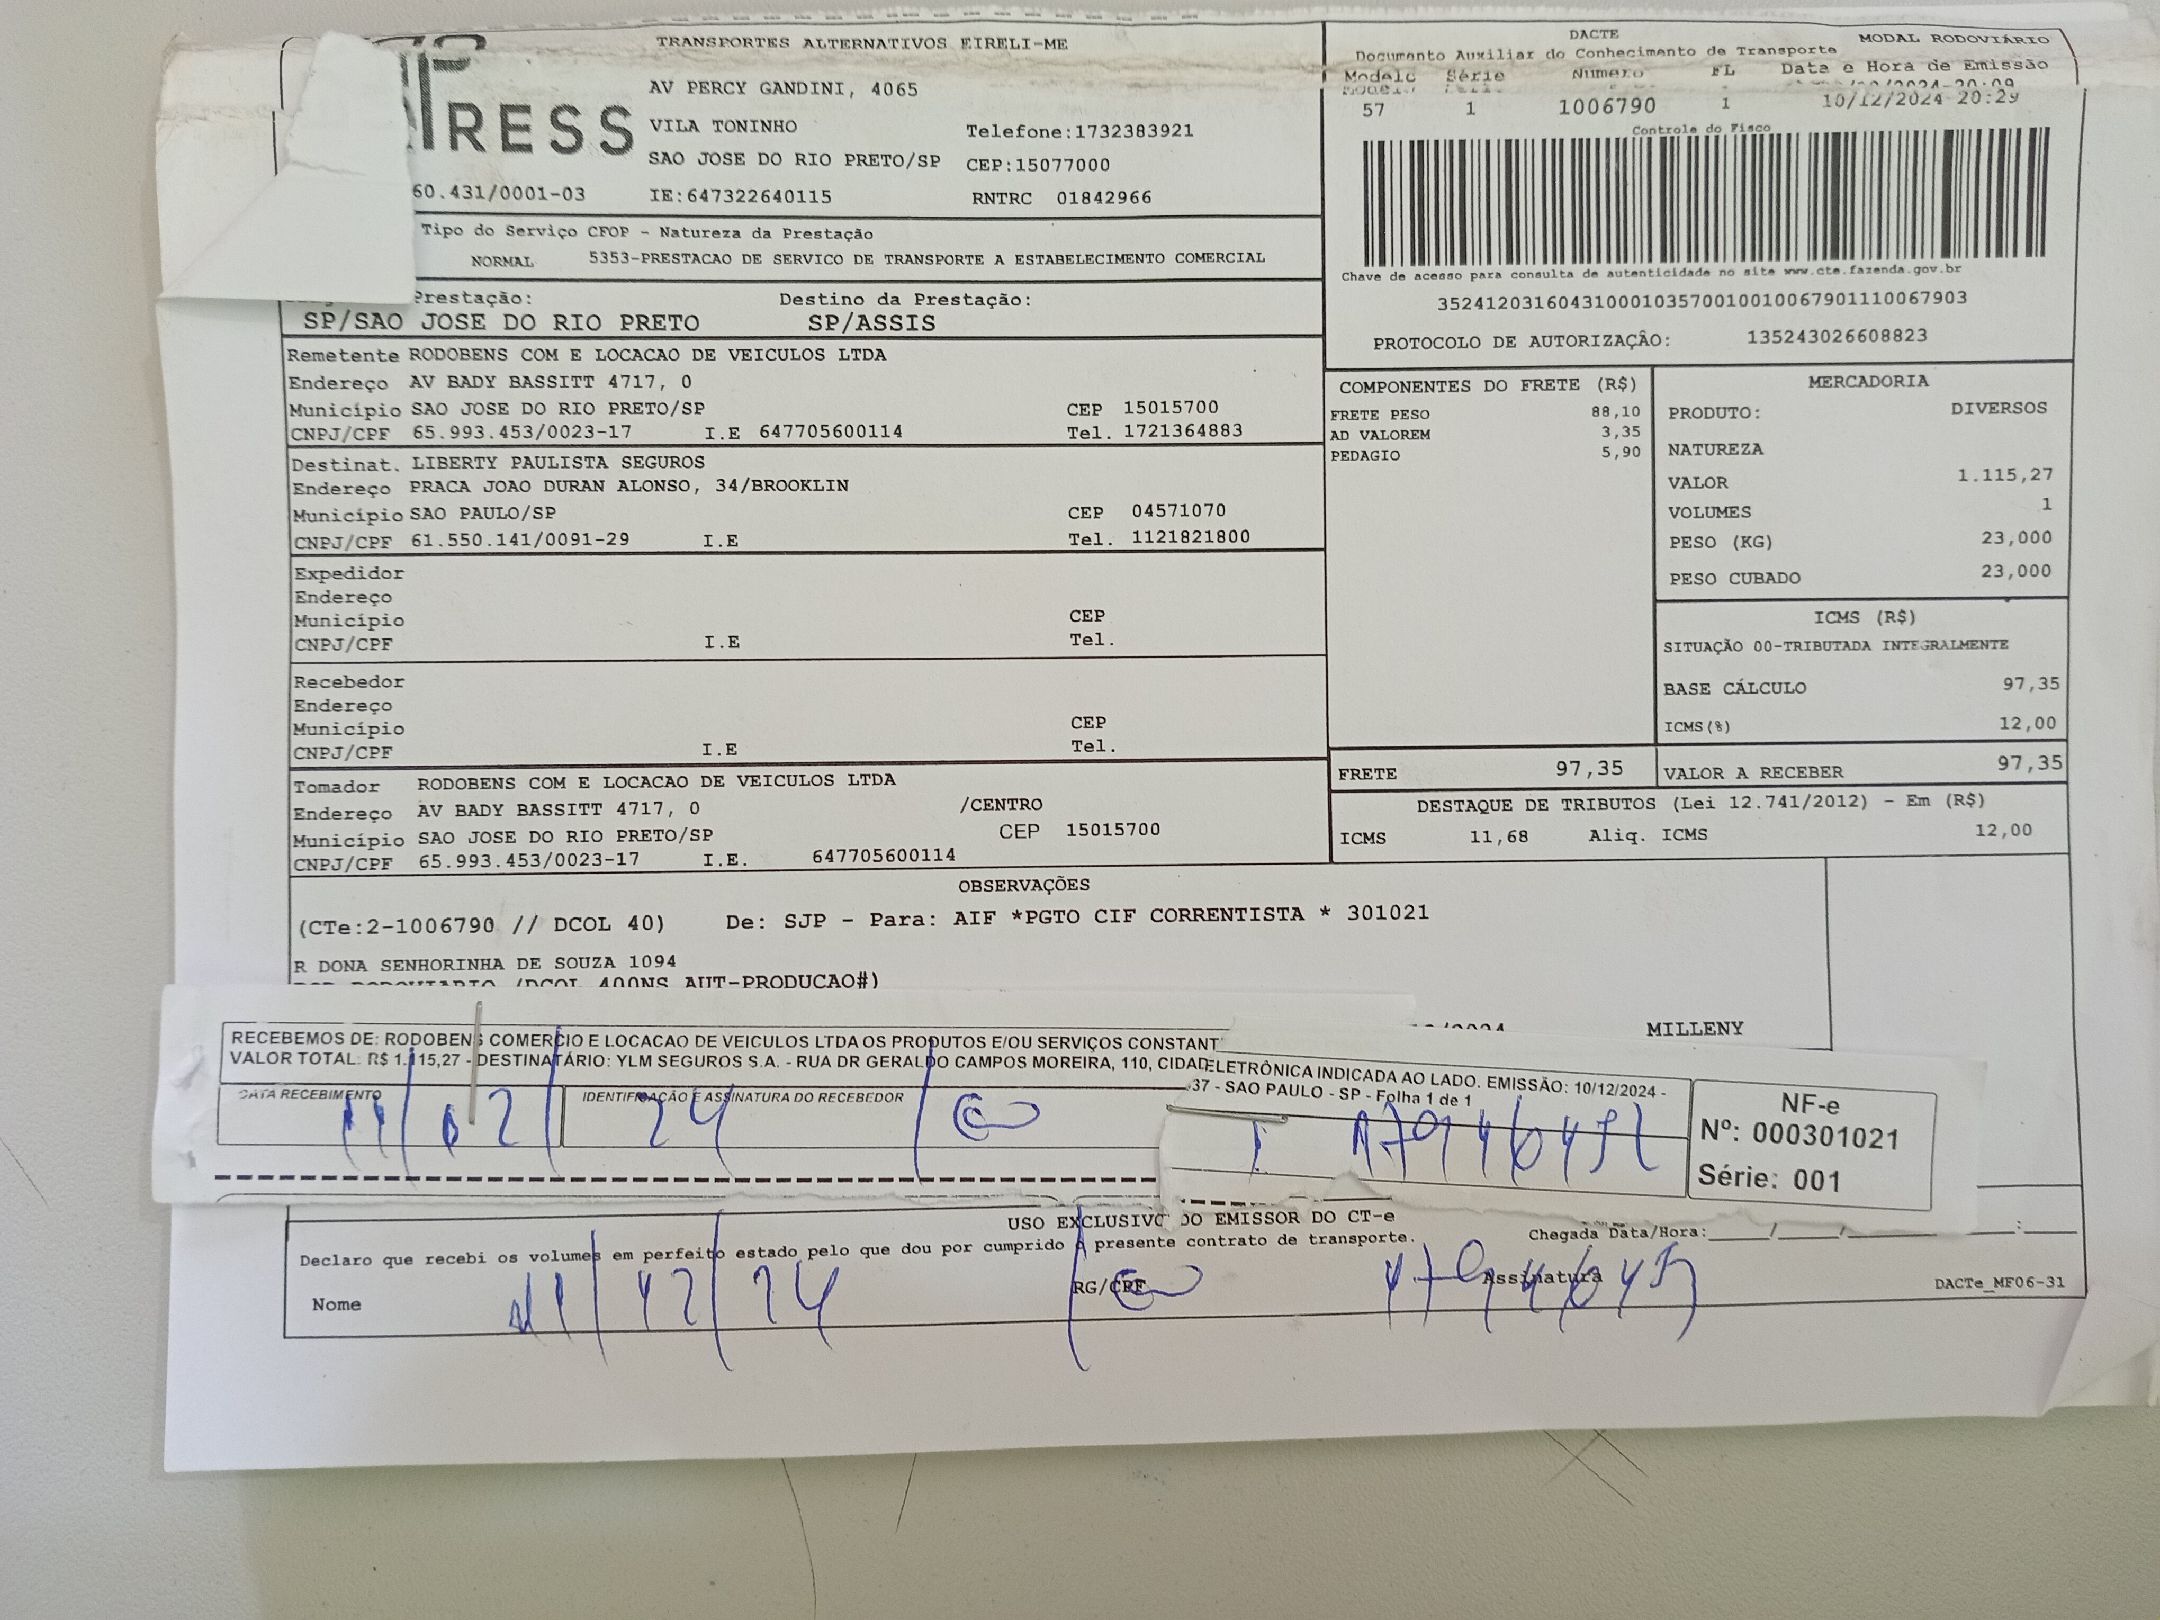 TRANSPORTES ALTERNATIVOS EIRELI-ME
RESS
AV PERCY GANDINI, 4065
VILA TONINHO
Telefone:1732383921
SAO JOSE DO RIO PRETO/SP CEP:15077000
60.431/0001-03 IE:647322640115 RNTRC 01842966
DACTE MODAL RODOVIÁRIO
Documento Auxiliar do Conhecimento de Transporte
Modelo Série Numero FL Data e Hora de Emissão
57 1 1006790 1 10/12/2024 20:29
Controle do Fisco
Chave de acesso para consulta de autenticidade no site www.cte.fazenda.gov.br
35241203160431000103570010010067901110067903
PROTOCOLO DE AUTORIZAÇÃO: 135243026608823
Tipo do Serviço CFOP - Natureza da Prestação
NORMAL 5353-PRESTACAO DE SERVICO DE TRANSPORTE A ESTABELECIMENTO COMERCIAL
Prestação: Destino da Prestação:
SP/SAO JOSE DO RIO PRETO SP/ASSIS
Remetente RODOBENS COM E LOCACAO DE VEICULOS LTDA
Endereço AV BADY BASSITT 4717, 0
Município SAO JOSE DO RIO PRETO/SP CEP 15015700
CNPJ/CPF 65.993.453/0023-17 I.E 647705600114 Tel. 1721364883
Destinat. LIBERTY PAULISTA SEGUROS
Endereço PRACA JOAO DURAN ALONSO, 34/BROOKLIN
Município SAO PAULO/SP CEP 04571070
CNPJ/CPF 61.550.141/0091-29 I.E Tel. 1121821800
Expedidor
Endereço
Município CEP
CNPJ/CPF I.E Tel.
Recebedor
Endereço
Município CEP
CNPJ/CPF I.E Tel.
Tomador RODOBENS COM E LOCACAO DE VEICULOS LTDA
Endereço AV BADY BASSITT 4717, 0 /CENTRO
Município SAO JOSE DO RIO PRETO/SP CEP 15015700
CNPJ/CPF 65.993.453/0023-17 I.E. 647705600114
COMPONENTES DO FRETE (R$)
FRETE PESO 88,10
AD VALOREM 3,35
PEDAGIO 5,90
MERCADORIA
PRODUTO: DIVERSOS
NATUREZA
VALOR 1.115,27
VOLUMES 1
PESO (KG) 23,000
PESO CUBADO 23,000
ICMS (R$)
SITUAÇÃO 00-TRIBUTADA INTEGRALMENTE
BASE CÁLCULO 97,35
ICMS(%) 12,00
FRETE 97,35 VALOR A RECEBER 97,35
DESTAQUE DE TRIBUTOS (Lei 12.741/2012) - Em (R$)
ICMS 11,68 Aliq. ICMS 12,00
OBSERVAÇÕES
(CTe:2-1006790 // DCOL 40) De: SJP - Para: AIF *PGTO CIF CORRENTISTA * 301021
R DONA SENHORINHA DE SOUZA 1094
AUT-PRODUCAO#)
MILLENY
RECEBEMOS DE: RODOBENS COMERCIO E LOCACAO DE VEICULOS LTDA OS PRODUTOS E/OU SERVIÇOS CONSTANT
VALOR TOTAL: R$ 1.115,27 - DESTINATÁRIO: YLM SEGUROS S.A. - RUA DR GERALDO CAMPOS MOREIRA, 110, CIDAD
ELETRÔNICA INDICADA AO LADO. EMISSÃO: 10/12/2024 -
37 - SAO PAULO - SP - Folha 1 de 1
DATA RECEBIMENTO IDENTIFICAÇÃO E ASSINATURA DO RECEBEDOR
NF-e
Nº: 000301021
Série: 001
USO EXCLUSIVO DO EMISSOR DO CT-e
Declaro que recebi os volumes em perfeito estado pelo que dou por cumprido o presente contrato de transporte.
Chegada Data/Hora:____/____/________:____
Nome RG/CPF Assinatura
11/12/24
DACTe_MF06-31